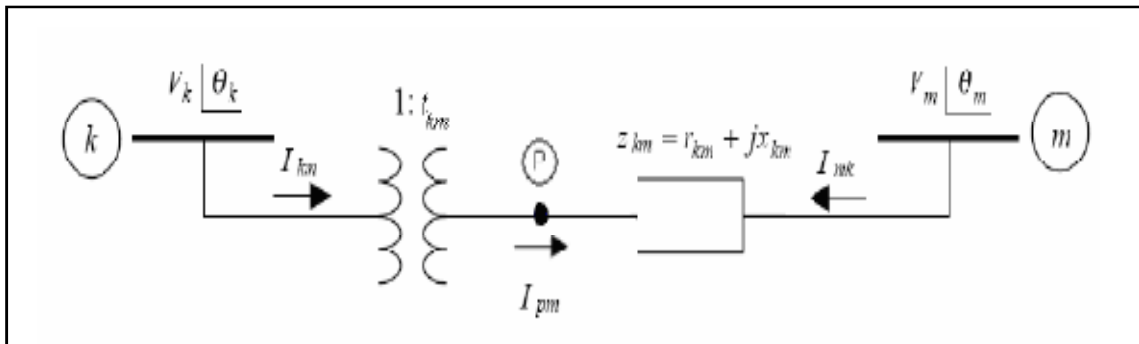 V_k θ_k
V_m θ_m
1: t_km
k
P
z_km = r_km + jx_km
m
I_km
I_mk
I_pm